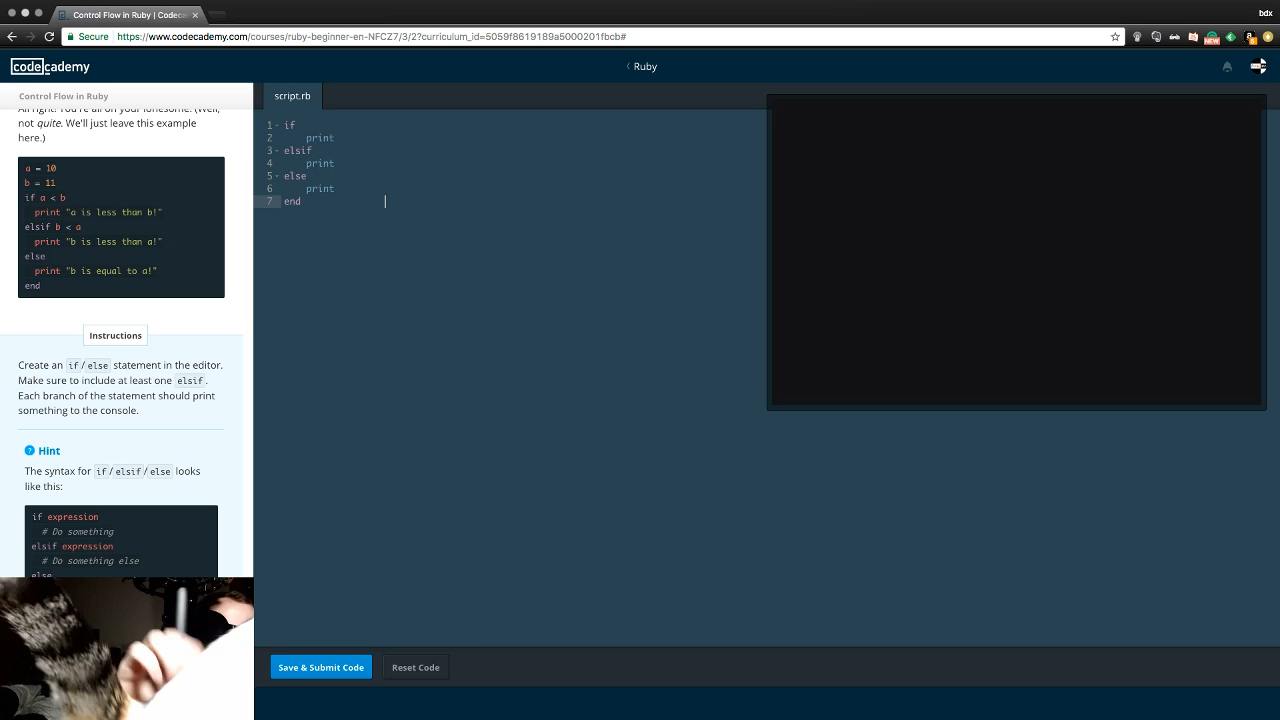 Control Flow in Ruby | Codeca
bdx
Secure
https://www.codecademy.com/courses/ruby-beginner-en-NFCZ7/3/2?curriculum_id=5059f8619189a5000201fbcb#
NEW
codecademy
Ruby
Control Flow in Ruby
All right! You're all on your lonesome. (Well,
not quite. We'll just leave this example
here.)
a = 10
b = 11
if a < b
print "a is less than b!"
elsif b < a
print "b is less than a!"
else
print "b is equal to a!"
end
Instructions
Create an if/else statement in the editor.
Make sure to include at least one elsif.
Each branch of the statement should print
something to the console.
? Hint
The syntax for if/elsif/else looks
like this:
if expression
# Do something
elsif expression
# Do something else
else
script.rb
1 if
2 print
3 elsif
4 print
5 else
6 print
7 end
Save & Submit Code
Reset Code